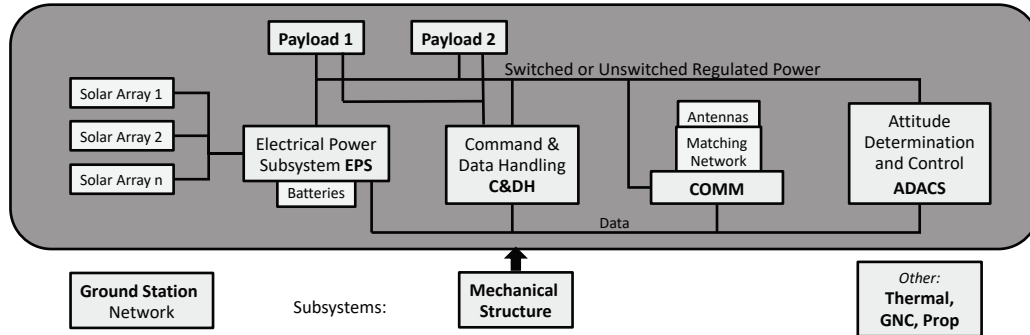 Payload 1
Payload 2
Switched or Unswitched Regulated Power
Solar Array 1
Solar Array 2
Solar Array n
Electrical Power
Subsystem EPS
Batteries
Command &
Data Handling
C&DH
Antennas
Matching
Network
COMM
Attitude
Determination
and Control
ADACS
Data
Ground Station
Network
Subsystems:
Mechanical
Structure
Other:
Thermal,
GNC, Prop